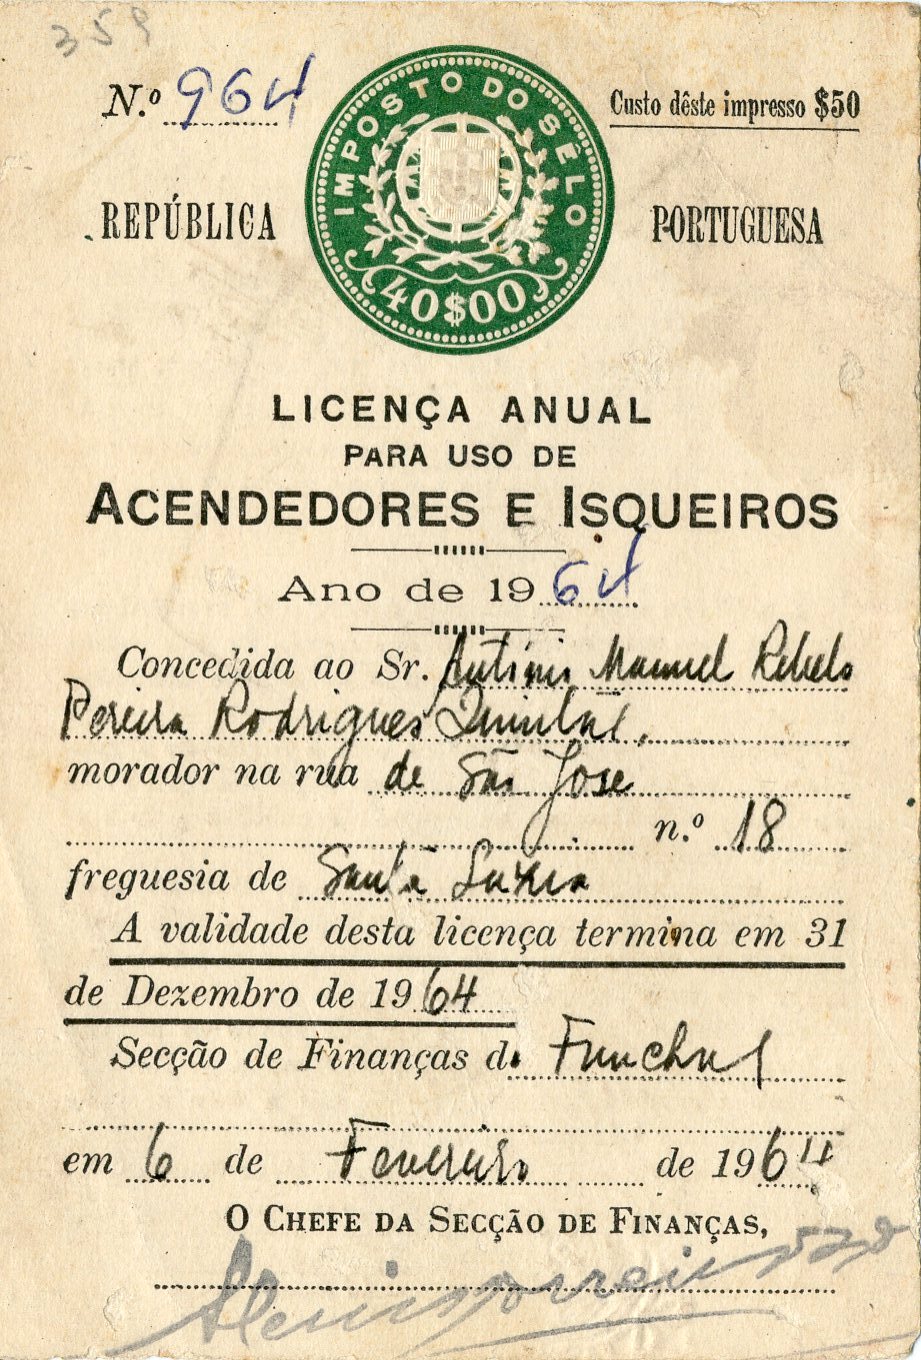 359
N.º 964
Custo dêste impresso $50
IMPOSTO DO SÊLO
40$00
REPÚBLICA PORTUGUESA
LICENÇA ANUAL
PARA USO DE
ACENDEDORES E ISQUEIROS
Ano de 1964
Concedida ao Sr. António Manuel Rebelo
Pereira Rodrigues Quintal,
morador na rua de São José
n.º 18
freguesia de Santa Luzia
A validade desta licença termina em 31
de Dezembro de 1964
Secção de Finanças do Funchal
em 6 de Fevereiro de 1964
O CHEFE DA SECÇÃO DE FINANÇAS,